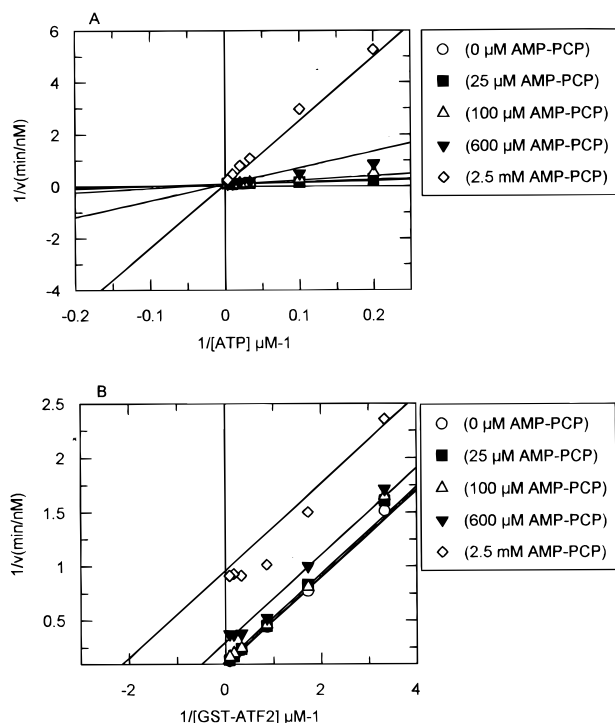 A
6
4
2
0
-2
-4
1/v(min/nM)
-0.2
-0.1
0
0.1
0.2
1/[ATP] µM-1
(0 µM AMP-PCP)
(25 µM AMP-PCP)
(100 µM AMP-PCP)
(600 µM AMP-PCP)
(2.5 mM AMP-PCP)
B
2.5
2
1.5
1
0.5
1/v(min/nM)
-2
0
2
4
1/[GST-ATF2] µM-1
(0 µM AMP-PCP)
(25 µM AMP-PCP)
(100 µM AMP-PCP)
(600 µM AMP-PCP)
(2.5 mM AMP-PCP)